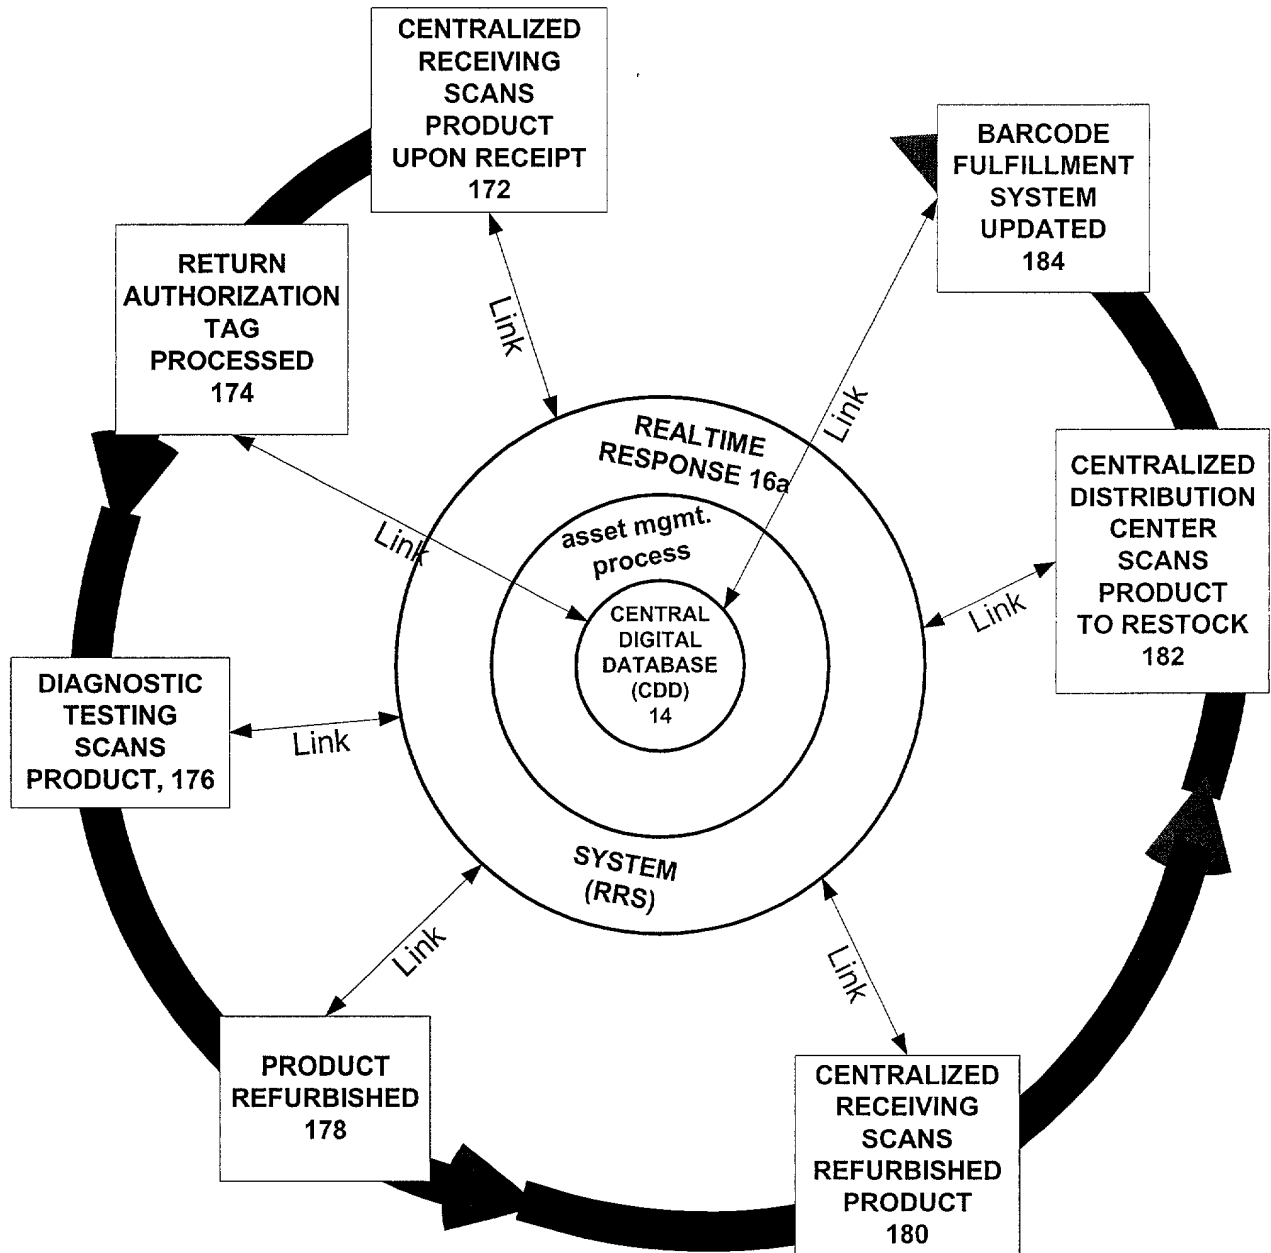 CENTRALIZED
RECEIVING
SCANS
PRODUCT
UPON RECEIPT
172
BARCODE
FULFILLMENT
SYSTEM
UPDATED
184
RETURN
AUTHORIZATION
TAG
PROCESSED
174
Link
Link
REALTIME
RESPONSE 16a
CENTRALIZED
DISTRIBUTION
CENTER
SCANS
PRODUCT
TO RESTOCK
182
asset mgmt.
process
Link
Link
CENTRAL
DIGITAL
DATABASE
(CDD)
14
DIAGNOSTIC
TESTING
SCANS
PRODUCT, 176
Link
SYSTEM
(RRS)
Link
Link
PRODUCT
REFURBISHED
178
CENTRALIZED
RECEIVING
SCANS
REFURBISHED
PRODUCT
180